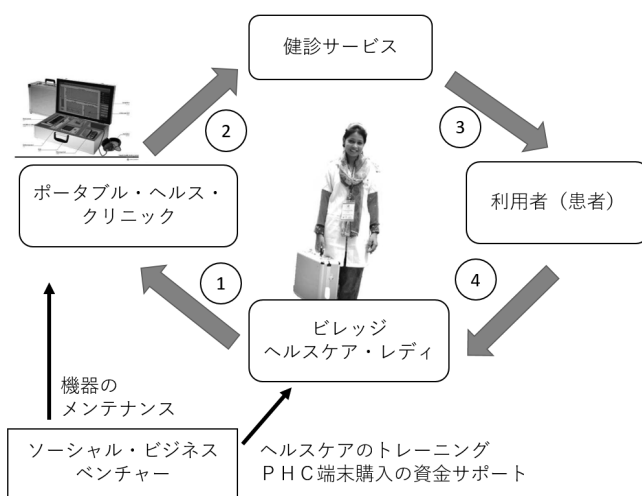 健診サービス
2
3
ポータブル・ヘルス・
クリニック
利用者（患者）
1
4
ビレッジ
ヘルスケア・レディ
機器の
メンテナンス
ソーシャル・ビジネス
ベンチャー
ヘルスケアのトレーニング
ＰＨＣ端末購入の資金サポート